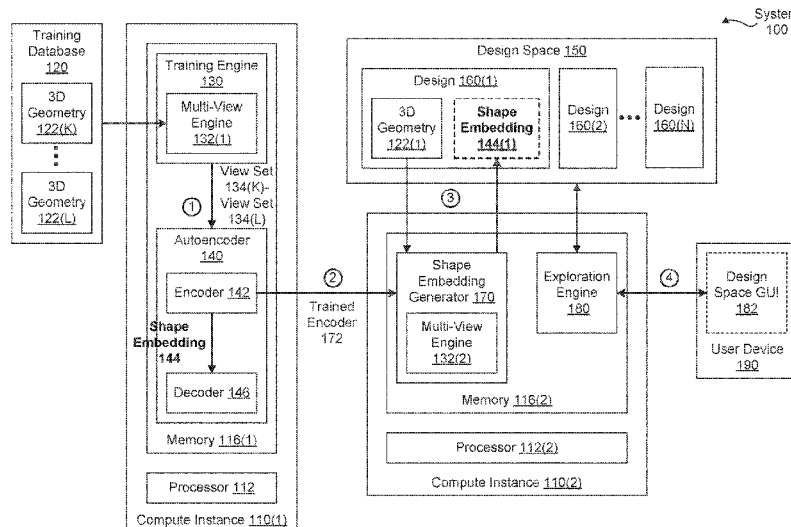 System
100
Training
Database
120
3D
Geometry
122(K)
3D
Geometry
122(L)
Training Engine
130
Multi-View
Engine
132(1)
View Set
134(K)-
View Set
134(L)
1
Autoencoder
140
Encoder 142
Shape
Embedding
144
Decoder 146
Memory 116(1)
Processor 112
Compute Instance 110(1)
2
Trained
Encoder
172
Design Space 150
Design 160(1)
3D
Geometry
122(1)
Shape
Embedding
144(1)
Design
160(2)
Design
160(N)
3
Shape
Embedding
Generator 170
Multi-View
Engine
132(2)
Exploration
Engine
180
Memory 116(2)
Processor 112(2)
Compute Instance 110(2)
4
Design
Space GUI
182
User Device
190